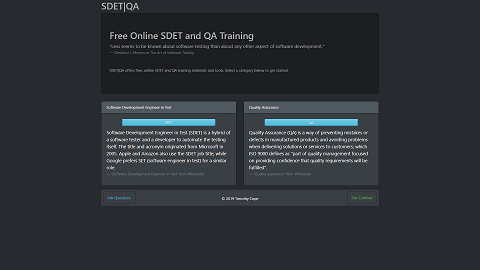 SDET|QA
Free Online SDET and QA Training
"Less seems to be known about software testing than about any other aspect of software development."
— Glenford J. Meyers in The Art of Software Testing
SDET|QA offers free, online SDET and QA training materials and tools. Select a category below to get started.
Software Development Engineer in Test
SDET
Software Development Engineer in Test (SDET) is a hybrid of
a software tester and a developer to automate the testing
itself. The title and acronym originated from Microsoft in
2005. Apple and Amazon also use the SDET job title; while
Google prefers SET (software engineer in test) for a similar
role.
— Software Development Engineer in Test from Wikipedia
Quality Assurance
QA
Quality Assurance (QA) is a way of preventing mistakes or
defects in manufactured products and avoiding problems
when delivering solutions or services to customers; which
ISO 9000 defines as "part of quality management focused
on providing confidence that quality requirements will be
fulfilled".
— Quality assurance from Wikipedia
Ask Questions
© 2019 Timothy Cope
Get Certified